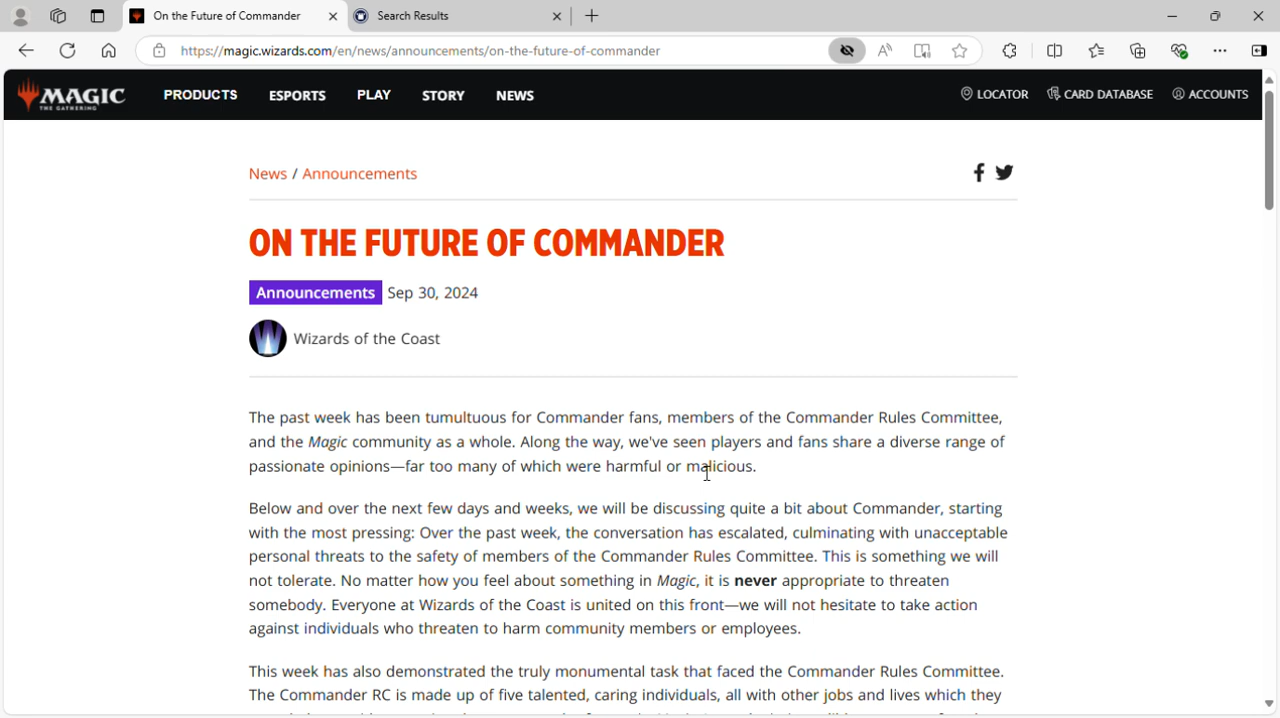 On the Future of Commander
Search Results
https://magic.wizards.com/en/news/announcements/on-the-future-of-commander
MAGIC
THE GATHERING
PRODUCTS
ESPORTS
PLAY
STORY
NEWS
LOCATOR
CARD DATABASE
ACCOUNTS
News / Announcements
ON THE FUTURE OF COMMANDER
Announcements Sep 30, 2024
Wizards of the Coast
The past week has been tumultuous for Commander fans, members of the Commander Rules Committee,
and the Magic community as a whole. Along the way, we've seen players and fans share a diverse range of
passionate opinions—far too many of which were harmful or malicious.
Below and over the next few days and weeks, we will be discussing quite a bit about Commander, starting
with the most pressing: Over the past week, the conversation has escalated, culminating with unacceptable
personal threats to the safety of members of the Commander Rules Committee. This is something we will
not tolerate. No matter how you feel about something in Magic, it is never appropriate to threaten
somebody. Everyone at Wizards of the Coast is united on this front—we will not hesitate to take action
against individuals who threaten to harm community members or employees.
This week has also demonstrated the truly monumental task that faced the Commander Rules Committee.
The Commander RC is made up of five talented, caring individuals, all with other jobs and lives which they